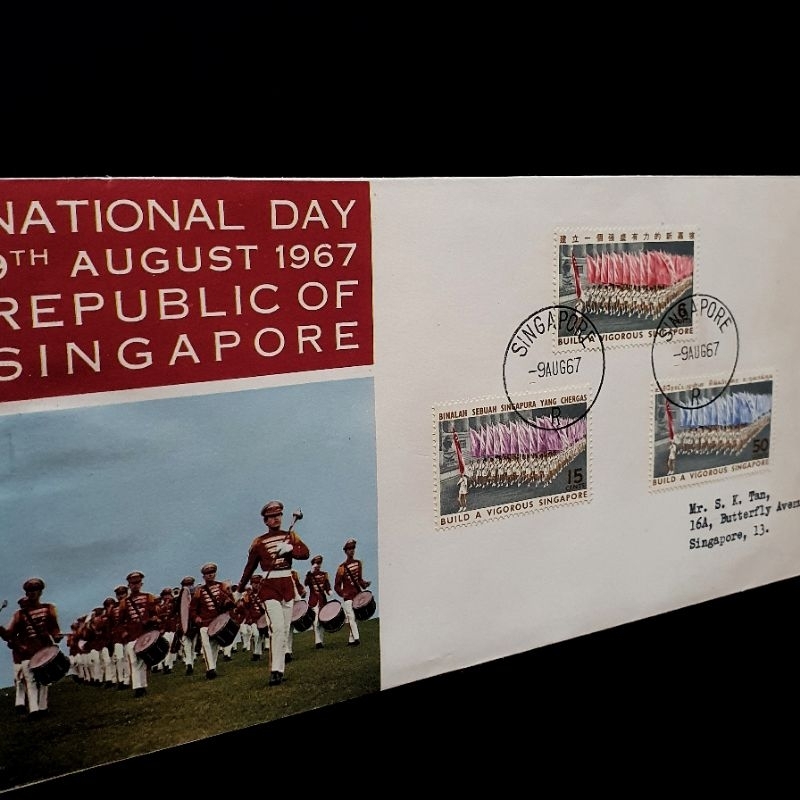 NATIONAL DAY
9TH AUGUST 1967
REPUBLIC OF
SINGAPORE
建立一個強盛有力的新嘉坡
BUILD A VIGOROUS SINGAPORE
SINGAPORE
-9AUG67
R
SINGAPORE
-9AUG67
R
BINALAH SEBUAH SINGAPURA YANG CHERGAS
15
CENTS
BUILD A VIGOROUS SINGAPORE
50
BUILD A VIGOROUS SINGAPORE
Mr. S. K. Tan,
16A, Butterfly
Singapore, 13.